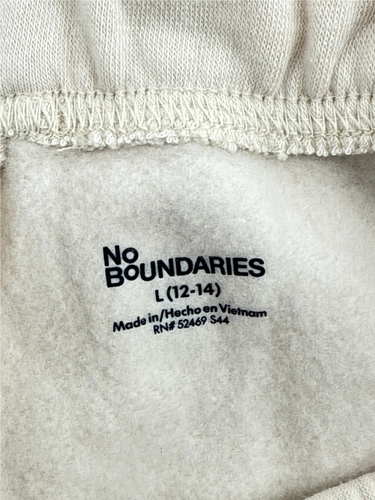 No
BOUNDARIES
L (12-14)
Made in/Hecho en Vietnam
RN# 52469 S44